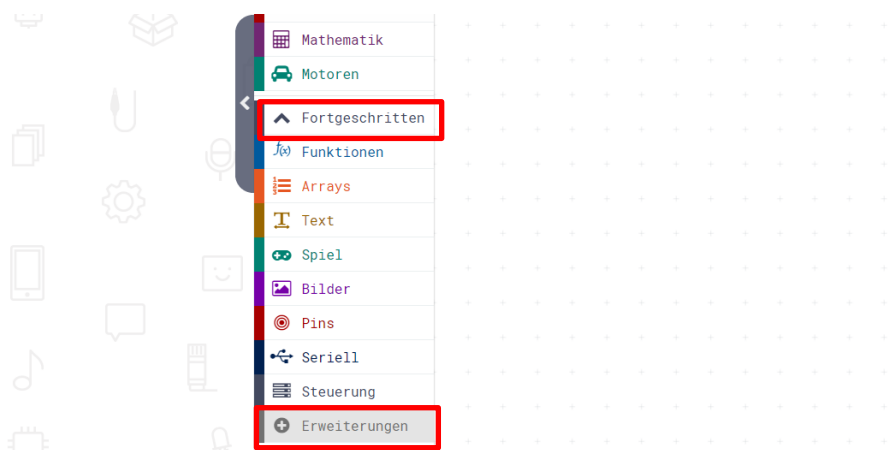 Mathematik
Motoren
Fortgeschritten
f(x) Funktionen
Arrays
Text
Spiel
Bilder
Pins
Seriell
Steuerung
Erweiterungen